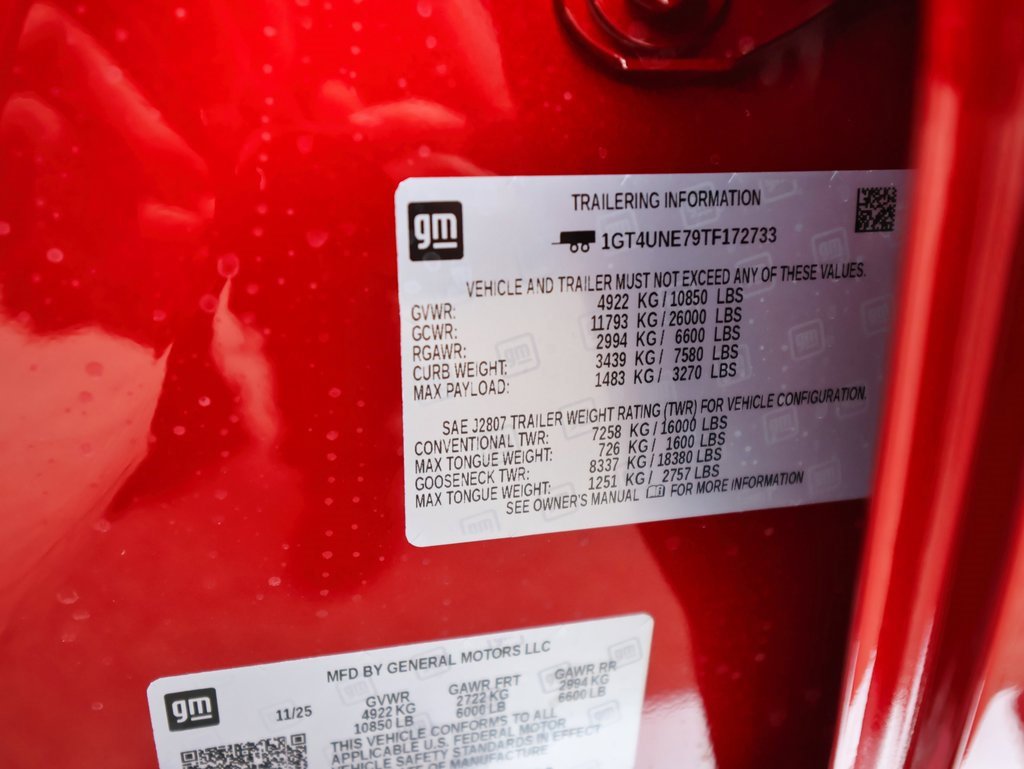 gm
TRAILERING INFORMATION
1GT4UNE79TF172733
VEHICLE AND TRAILER MUST NOT EXCEED ANY OF THESE VALUES.
GVWR: 4922 KG/10850 LBS
GCWR: 11793 KG/26000 LBS
RGAWR: 2994 KG/ 6600 LBS
CURB WEIGHT: 3439 KG/ 7580 LBS
MAX PAYLOAD: 1483 KG/ 3270 LBS
SAE J2807 TRAILER WEIGHT RATING (TWR) FOR VEHICLE CONFIGURATION.
CONVENTIONAL TWR: 7258 KG/16000 LBS
MAX TONGUE WEIGHT: 726 KG/ 1600 LBS
GOOSENECK TWR: 8337 KG/18380 LBS
MAX TONGUE WEIGHT: 1251 KG/ 2757 LBS
SEE OWNER'S MANUAL FOR MORE INFORMATION
gm
MFD BY GENERAL MOTORS LLC
11/25
GVWR GAWR FRT GAWR RR
4922 KG 2722 KG 2994 KG
10850 LB 6000 LB 6600 LB
THIS VEHICLE CONFORMS TO ALL
APPLICABLE U.S. FEDERAL MOTOR
VEHICLE SAFETY STANDARDS IN EFFECT